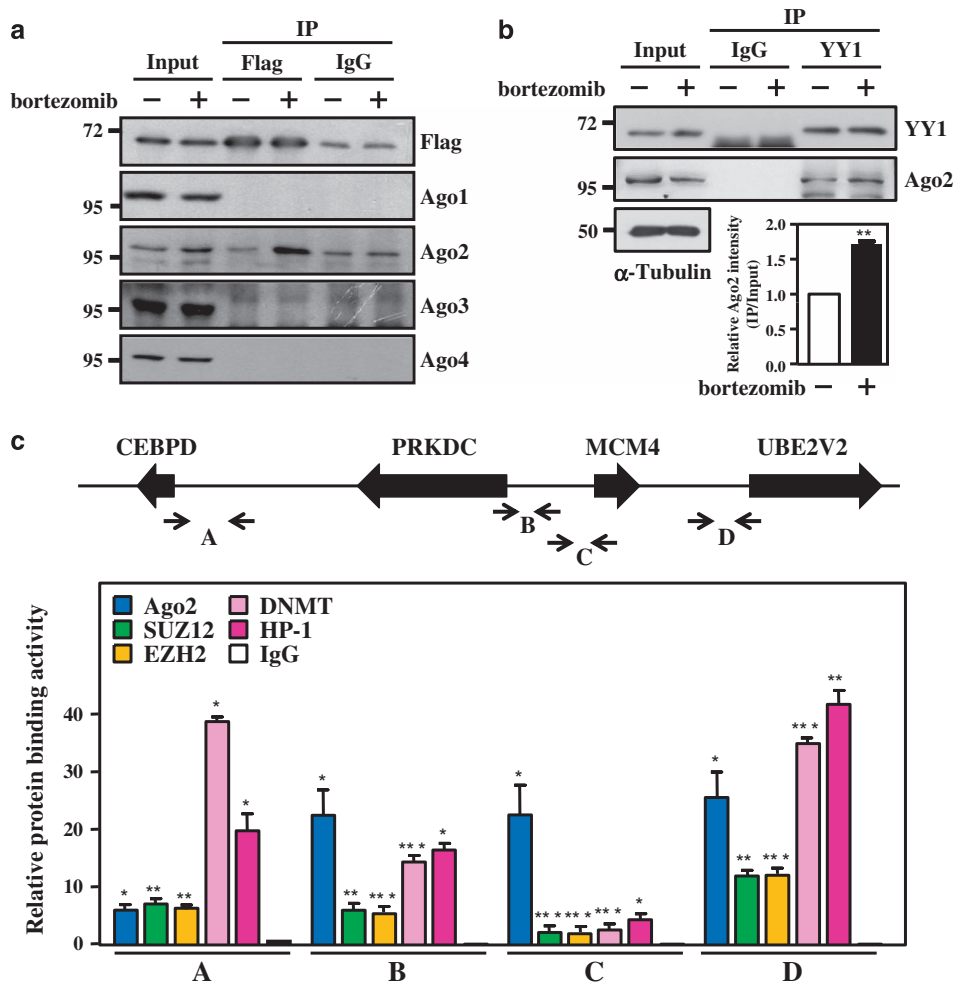 a
IP
Input Flag IgG
bortezomib − + − + − +
72 Flag
95 Ago1
95 Ago2
95 Ago3
95 Ago4
b
IP
Input IgG YY1
bortezomib − + − + − +
72 YY1
95 Ago2
50
α-Tubulin
Relative Ago2 intensity
(IP/Input)
2.0
1.5
1.0
0.5
0.0
**
bortezomib − +
c
CEBPD PRKDC MCM4 UBE2V2
A B C D
Relative protein binding activity
Ago2 DNMT
SUZ12 HP-1
EZH2 IgG
40
30
20
10
0
* ** ** * *
* ** *** *** *
* *** *** *** *
* ** *** *** **
A B C D